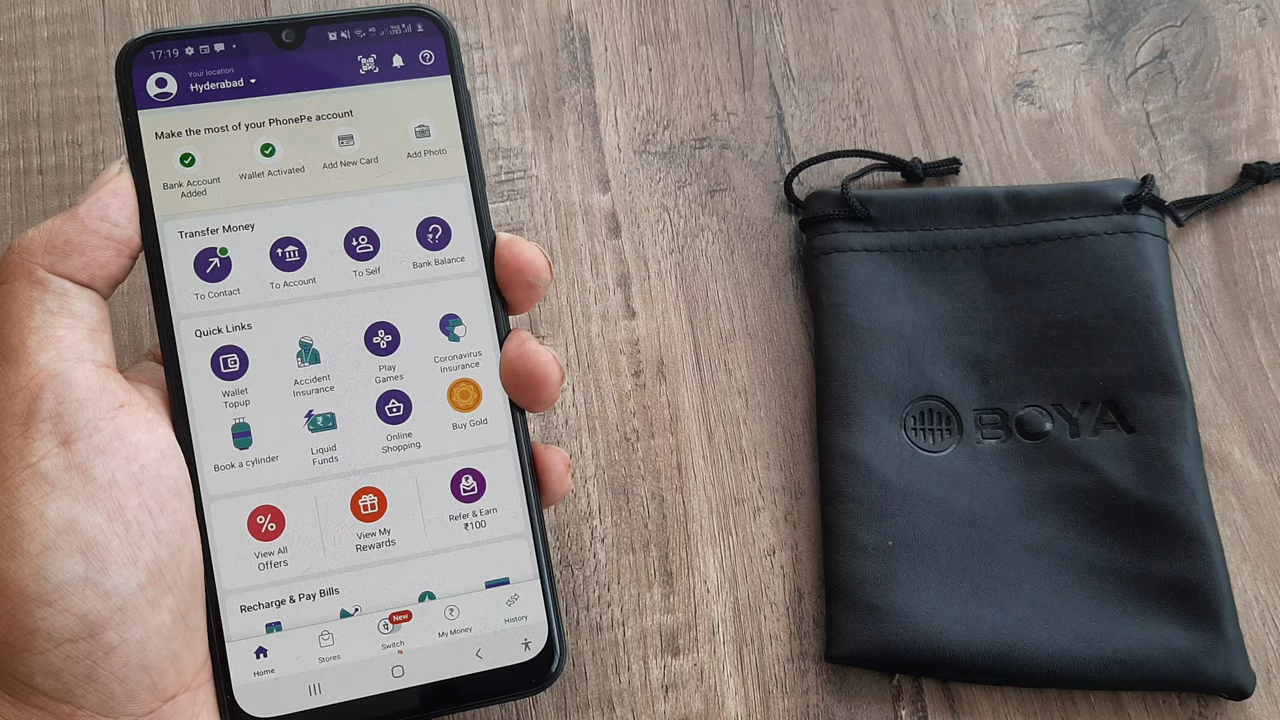 17:19
Your location
Hyderabad
Make the most of your PhonePe account
Bank Account
Added
Wallet Activated
Add New Card
Add Photo
Transfer Money
To Contact
To Account
To Self
Bank Balance
Quick Links
Wallet
Topup
Accident
Insurance
Play
Games
Coronavirus
Insurance
Book a cylinder
Liquid
Funds
Online
Shopping
Buy Gold
View All
Offers
View My
Rewards
Refer & Earn
₹100
Recharge & Pay Bills
Home
Stores
New
Switch
My Money
History
BOYA